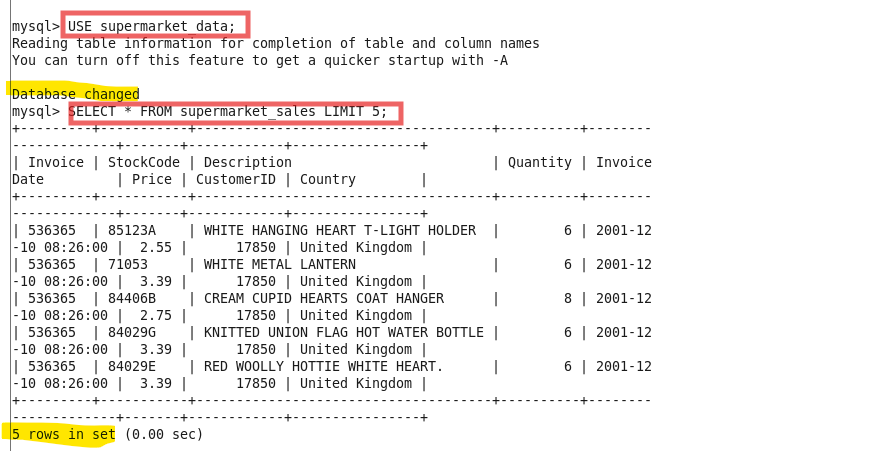 mysql> USE supermarket_data;
Reading table information for completion of table and column names
You can turn off this feature to get a quicker startup with -A
Database changed
mysql> SELECT * FROM supermarket_sales LIMIT 5;
+---------+-----------+-------------------------------------+----------+--------
-------------+-------+------------+----------------+
| Invoice | StockCode | Description                         | Quantity | Invoice
Date         | Price | CustomerID | Country        |
+---------+-----------+-------------------------------------+----------+--------
-------------+-------+------------+----------------+
| 536365  | 85123A    | WHITE HANGING HEART T-LIGHT HOLDER  |        6 | 2001-12
-10 08:26:00 |  2.55 |      17850 | United Kingdom |
| 536365  | 71053     | WHITE METAL LANTERN                 |        6 | 2001-12
-10 08:26:00 |  3.39 |      17850 | United Kingdom |
| 536365  | 84406B    | CREAM CUPID HEARTS COAT HANGER      |        8 | 2001-12
-10 08:26:00 |  2.75 |      17850 | United Kingdom |
| 536365  | 84029G    | KNITTED UNION FLAG HOT WATER BOTTLE |        6 | 2001-12
-10 08:26:00 |  3.39 |      17850 | United Kingdom |
| 536365  | 84029E    | RED WOOLLY HOTTIE WHITE HEART.      |        6 | 2001-12
-10 08:26:00 |  3.39 |      17850 | United Kingdom |
+---------+-----------+-------------------------------------+----------+--------
-------------+-------+------------+----------------+
5 rows in set (0.00 sec)